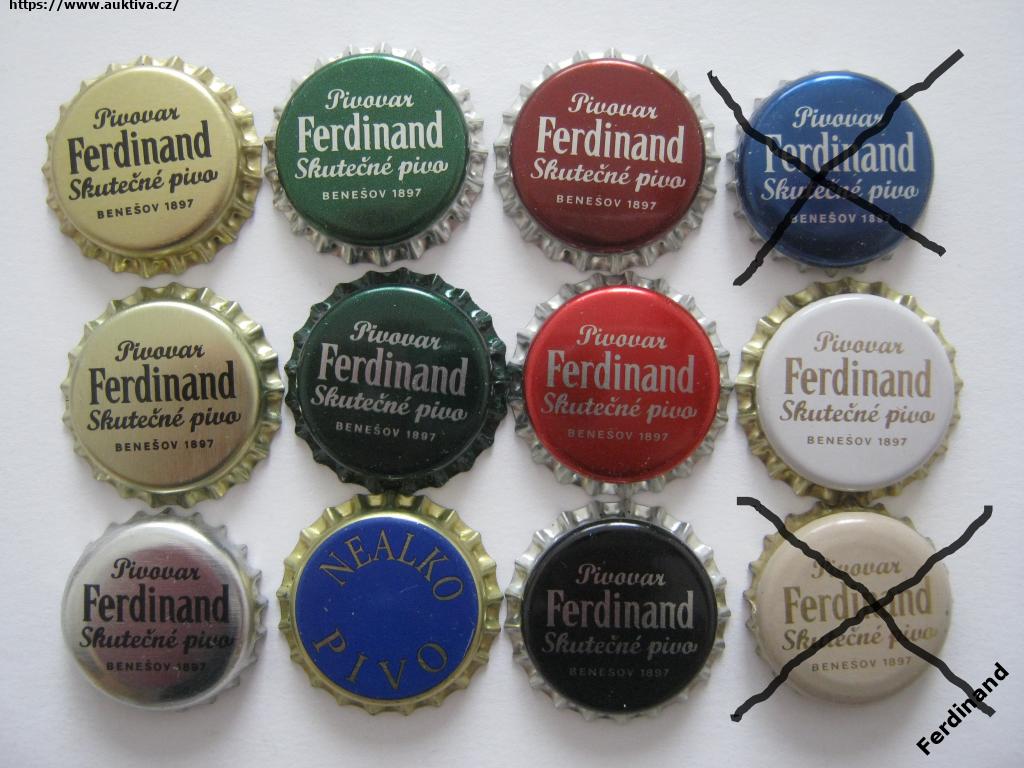 https://www.auktiva.cz/
Pivovar
Ferdinand
Skutečné pivo
BENEŠOV 1897
Pivovar
Ferdinand
Skutečné pivo
BENEŠOV 1897
Pivovar
Ferdinand
Skutečné pivo
BENEŠOV 1897
Pivovar
Ferdinand
Skutečné pivo
BENEŠOV 1897
Pivovar
Ferdinand
Skutečné pivo
BENEŠOV 1897
Pivovar
Ferdinand
Skutečné pivo
BENEŠOV 1897
Pivovar
Ferdinand
Skutečné pivo
BENEŠOV 1897
Pivovar
Ferdinand
Skutečné pivo
BENEŠOV 1897
Pivovar
Ferdinand
Skutečné pivo
BENEŠOV 1897
NEALKO
PIVO
Pivovar
Ferdinand
Skutečné pivo
BENEŠOV 1897
Pivovar
Ferdinand
Skutečné pivo
BENEŠOV 1897
Ferdinand